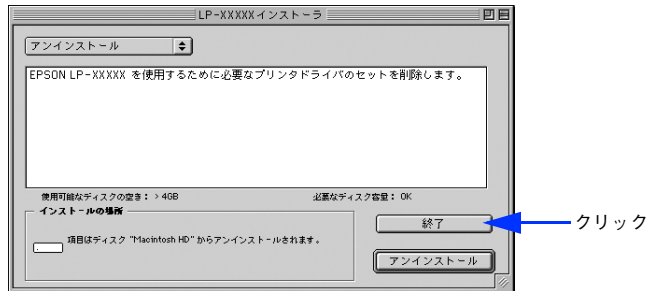 LP-XXXXXインストーラ
アンインストール
EPSON LP-XXXXX を使用するために必要なプリンタドライバのセットを削除します。
使用可能なディスクの空き： > 4GB
必要なディスク容量： OK
インストールの場所
項目はディスク "Macintosh HD" からアンインストールされます。
終了
クリック
アンインストール